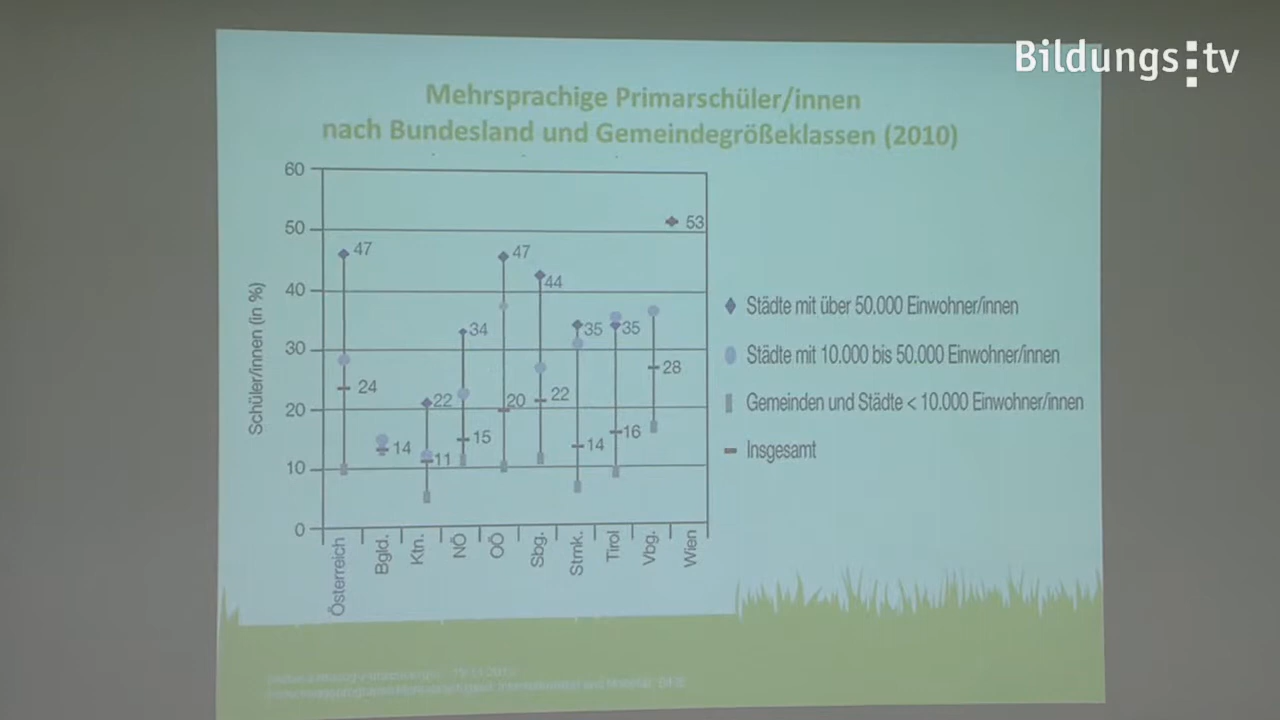 Bildungs:tv
Mehrsprachige Primarschüler/innen
nach Bundesland und Gemeindegrößeklassen (2010)
Schüler/innen (in %)
60
50
40
30
20
10
0
47
24
14
22
11
34
15
47
20
44
22
35
14
35
16
28
53
Österreich
Bgld.
Ktn.
NÖ
OÖ
Sbg.
Stmk.
Tirol
Vbg.
Wien
Städte mit über 50.000 Einwohner/innen
Städte mit 10.000 bis 50.000 Einwohner/innen
Gemeinden und Städte < 10.000 Einwohner/innen
Insgesamt